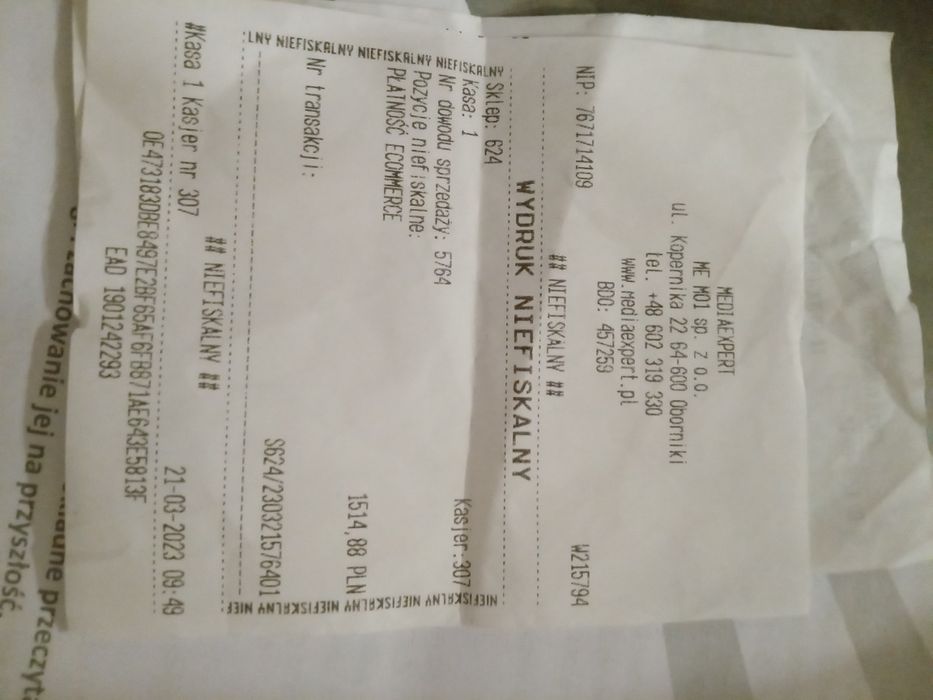 MEDIAEXPERT
ME M01 sp. z o.o.
ul. Kopernika 22 64-600 Oborniki
tel. +48 602 319 330
www.mediaexpert.pl
BDO: 457259
NIP: 7671714109 W215794
## NIEFISKALNY ##
WYDRUK NIEFISKALNY
LNY NIEFISKALNY NIEFISKALNY NIEFISKALNY
Sklep: 624
Kasa: 1 Kasjer:307
Nr dowodu sprzedaży: 5764
Pozycje niefiskalne:
PŁATNOŚĆ ECOMMERCE
1514,88 PLN
Nr transakcji:
S624/230321576401
NIEFISKALNY NIEFISKALNY NIEFISKALNY NIEF
## NIEFISKALNY ##
#Kasa 1 Kasjer nr 307 21-03-2023 09:49
0E473183DBE8497E2BF65AF6FB871AE643E5813F
EAD 1901242293
przeczyta
zachowanie jej na przyszłość.